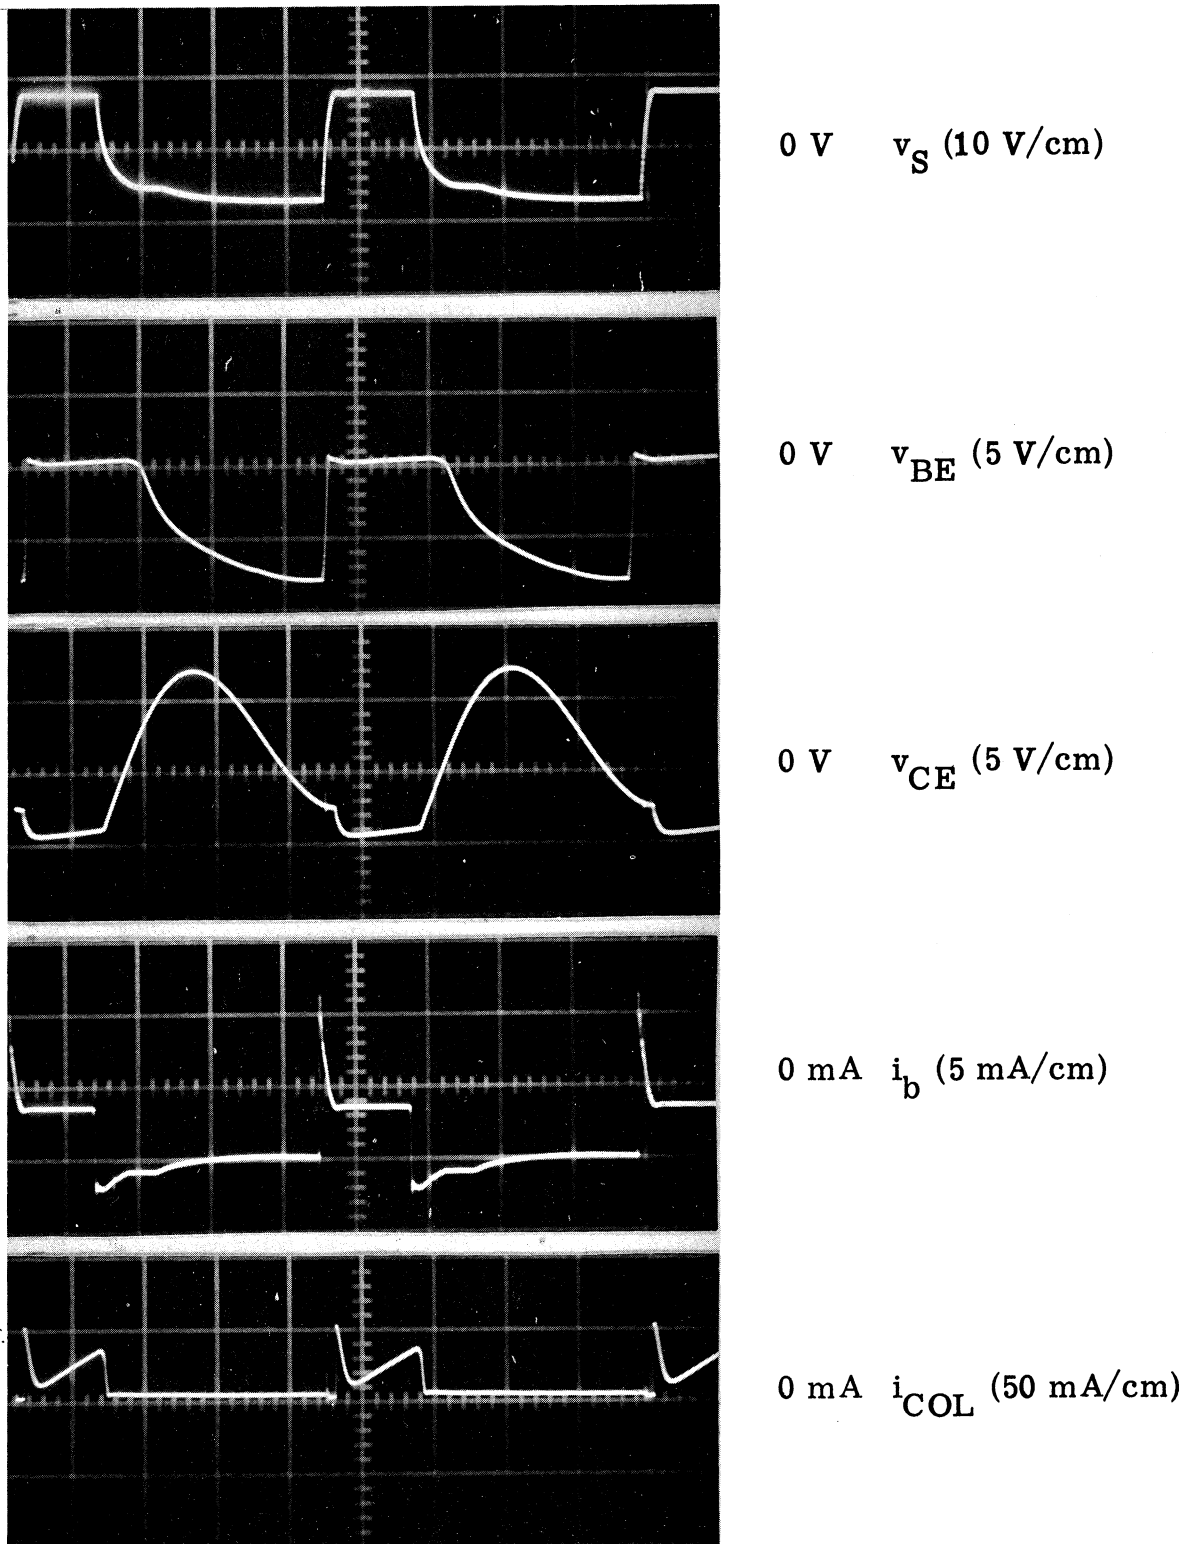 0 V v_S (10 V/cm)
0 V v_BE (5 V/cm)
0 V v_CE (5 V/cm)
0 mA i_b (5 mA/cm)
0 mA i_COL (50 mA/cm)